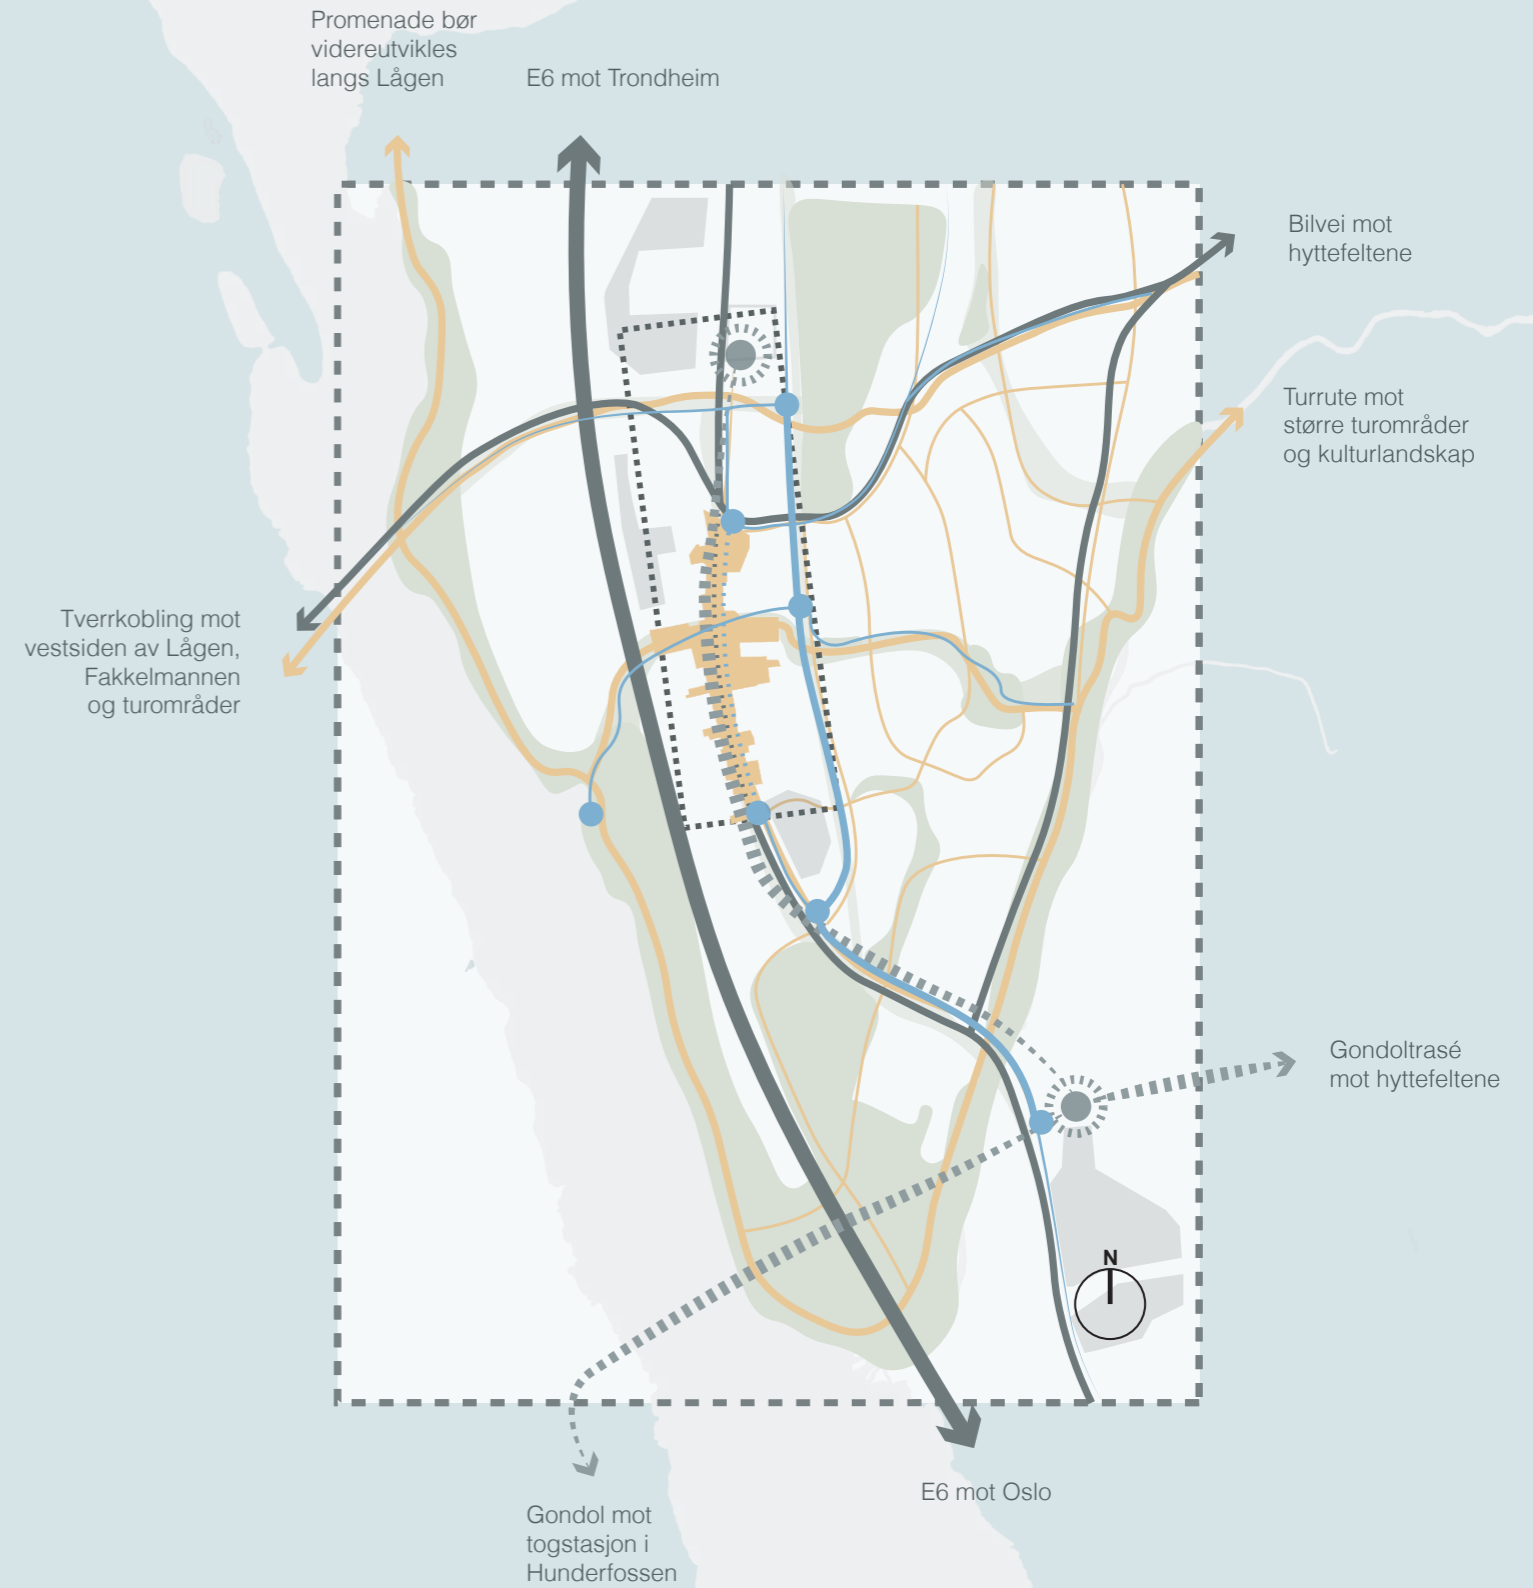 Promenade bør
videreutvikles
langs Lågen
E6 mot Trondheim
Bilvei mot
hyttefeltene
Turrute mot
større turområder
og kulturlandskap
Tverrkobling mot
vestsiden av Lågen,
Fakkelmannen
og turområder
Gondoltrasé
mot hyttefeltene
N
E6 mot Oslo
Gondol mot
togstasjon i
Hunderfossen